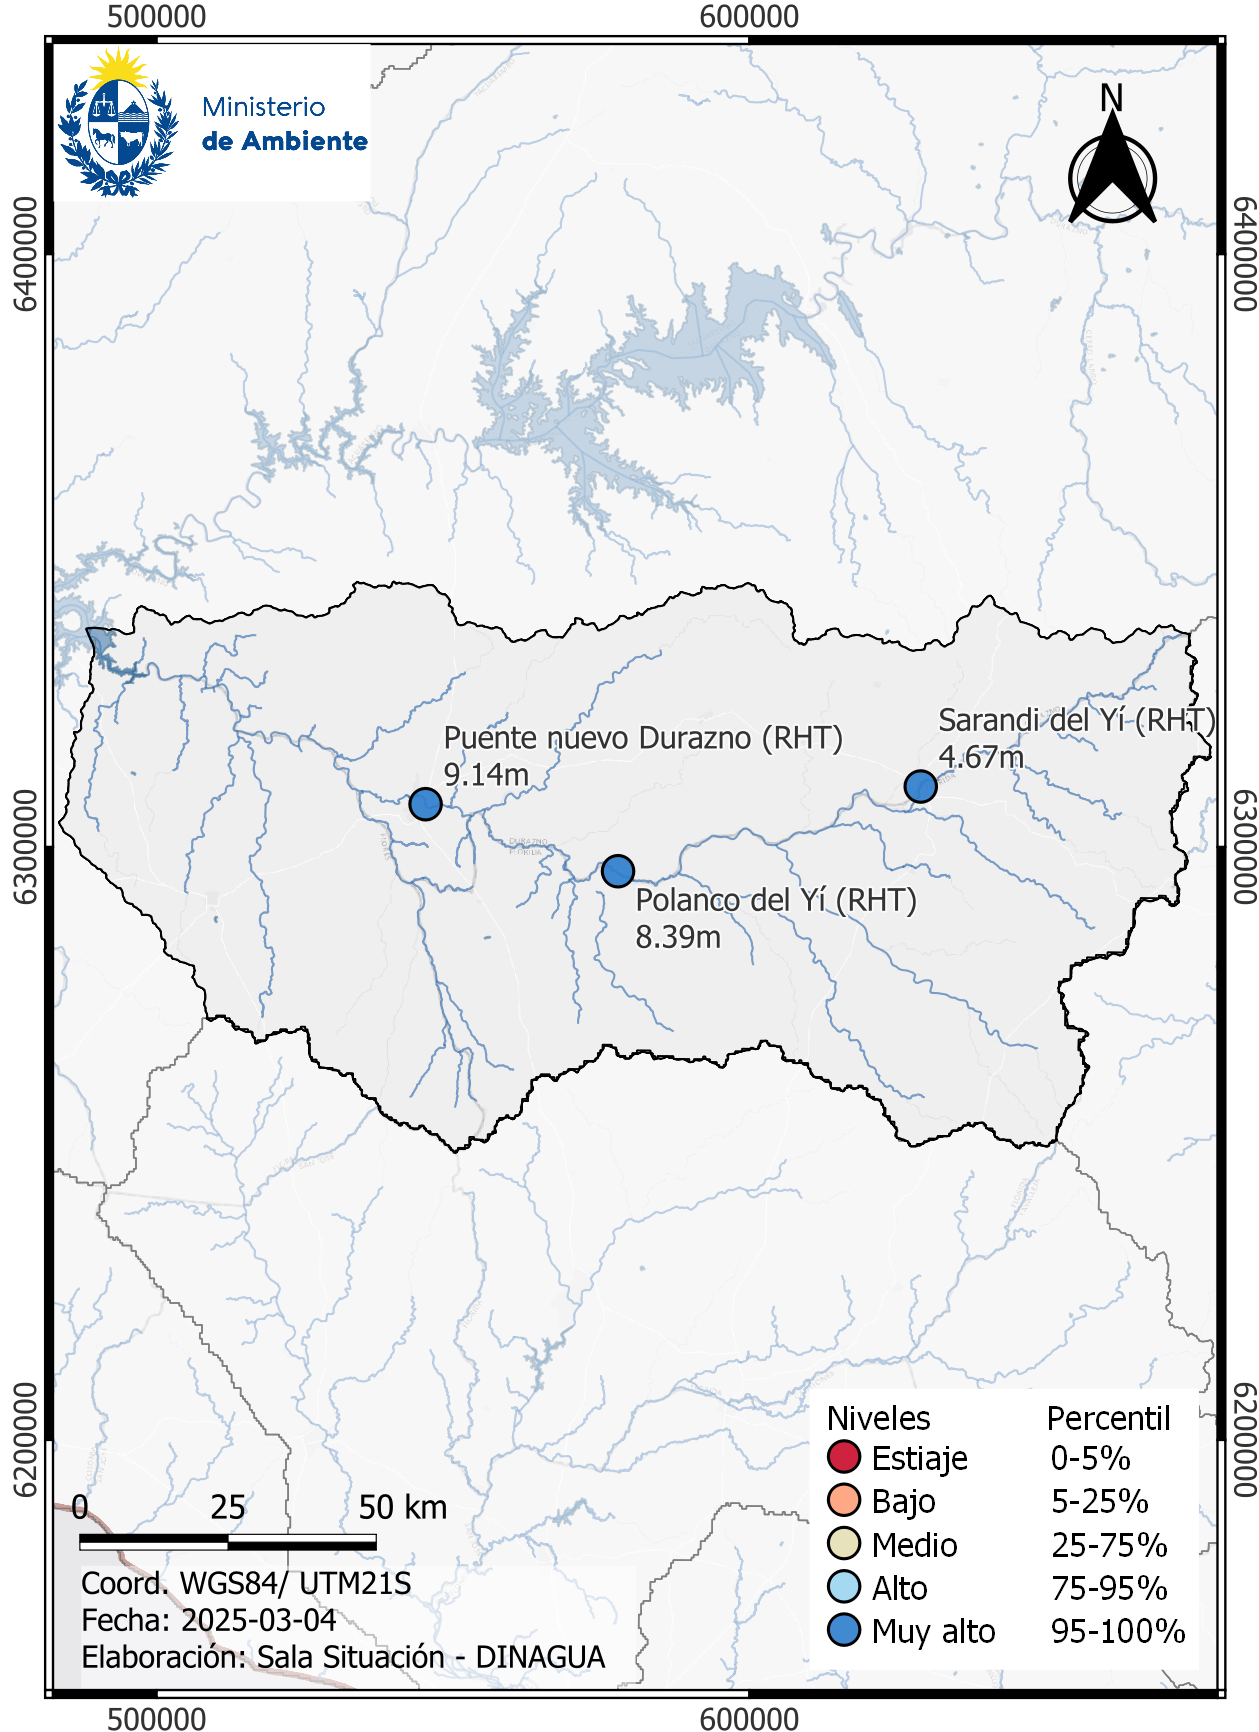 500000
600000
Ministerio
de Ambiente
N
6400000
6400000
Sarandi del Yí (RHT)
4.67m
Puente nuevo Durazno (RHT)
9.14m
6300000
6300000
DURAZNO
FLORIDA
FLORES
Polanco del Yí (RHT)
8.39m
6200000
6200000
Niveles
Percentil
Estiaje
0-5%
Bajo
5-25%
Medio
25-75%
Alto
75-95%
Muy alto
95-100%
0
25
50 km
Coord. WGS84/ UTM21S
Fecha: 2025-03-04
Elaboración: Sala Situación - DINAGUA
500000
600000